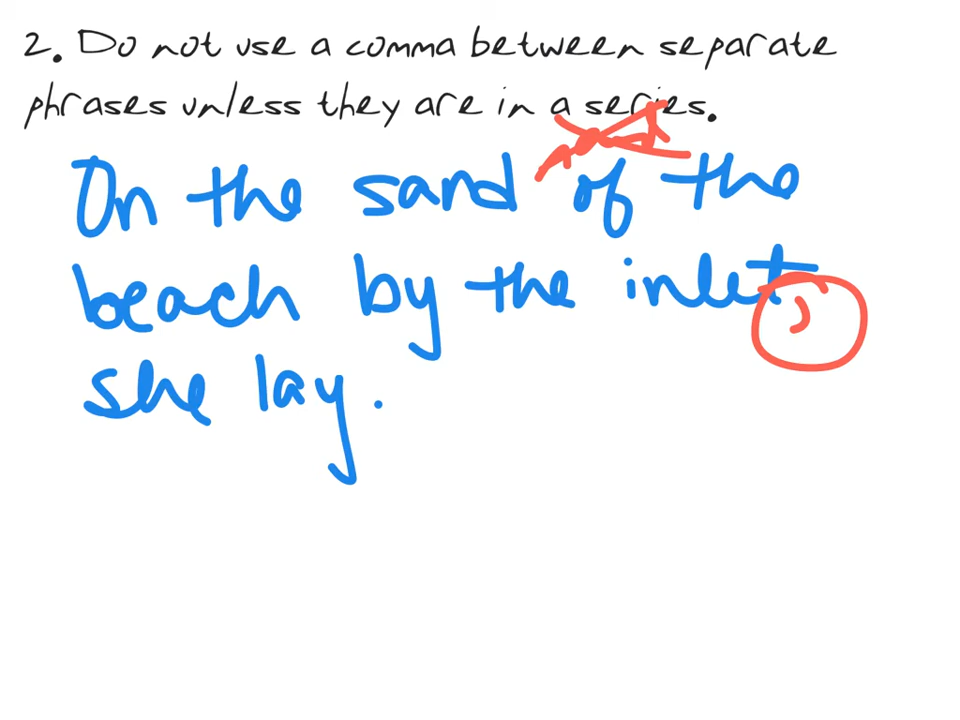 2. Do not use a comma between separate
phrases unless they are in a series.
On the sand of the
beach by the inlet,
she lay.